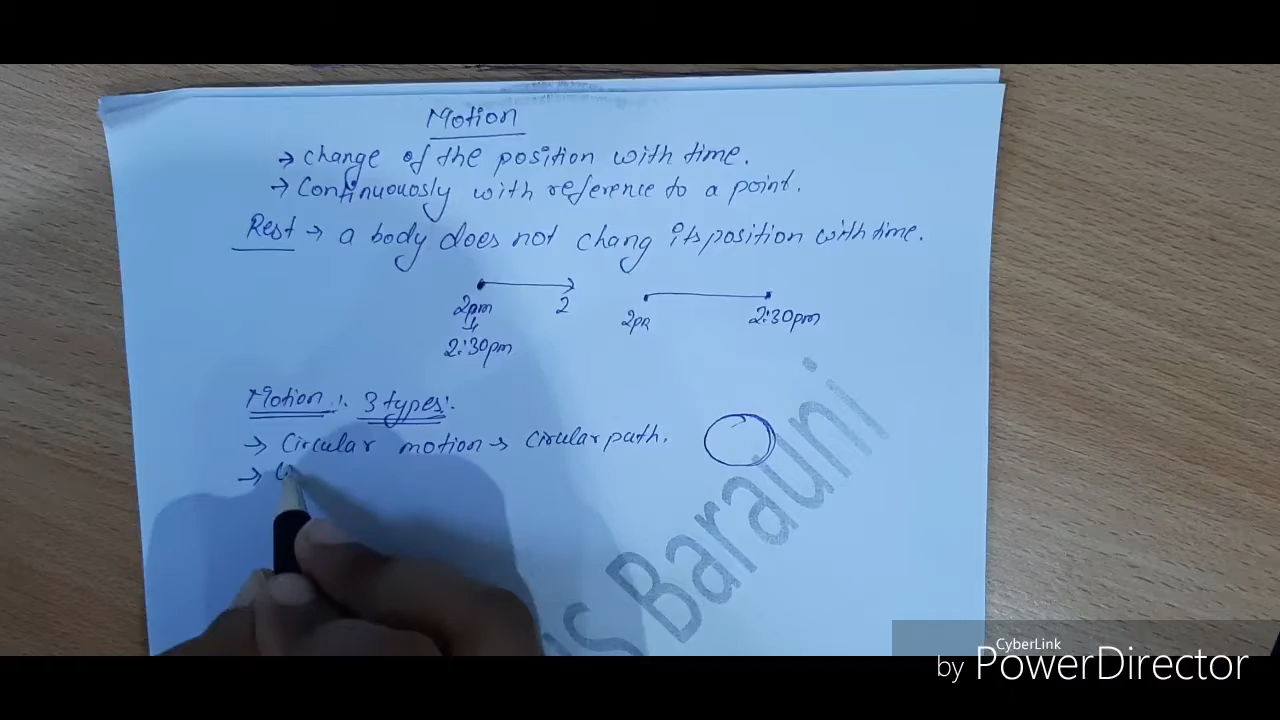 Motion
→ change of the position with time.
→ Continuously with reference to a point.
Rest → a body does not chang its position with time.
2pm 2 2pm 2:30pm
↓
2:30pm
Motion :. 3 types:.
→ Circular motion → Circular path.
→
Barauni
CyberLink
by PowerDirector